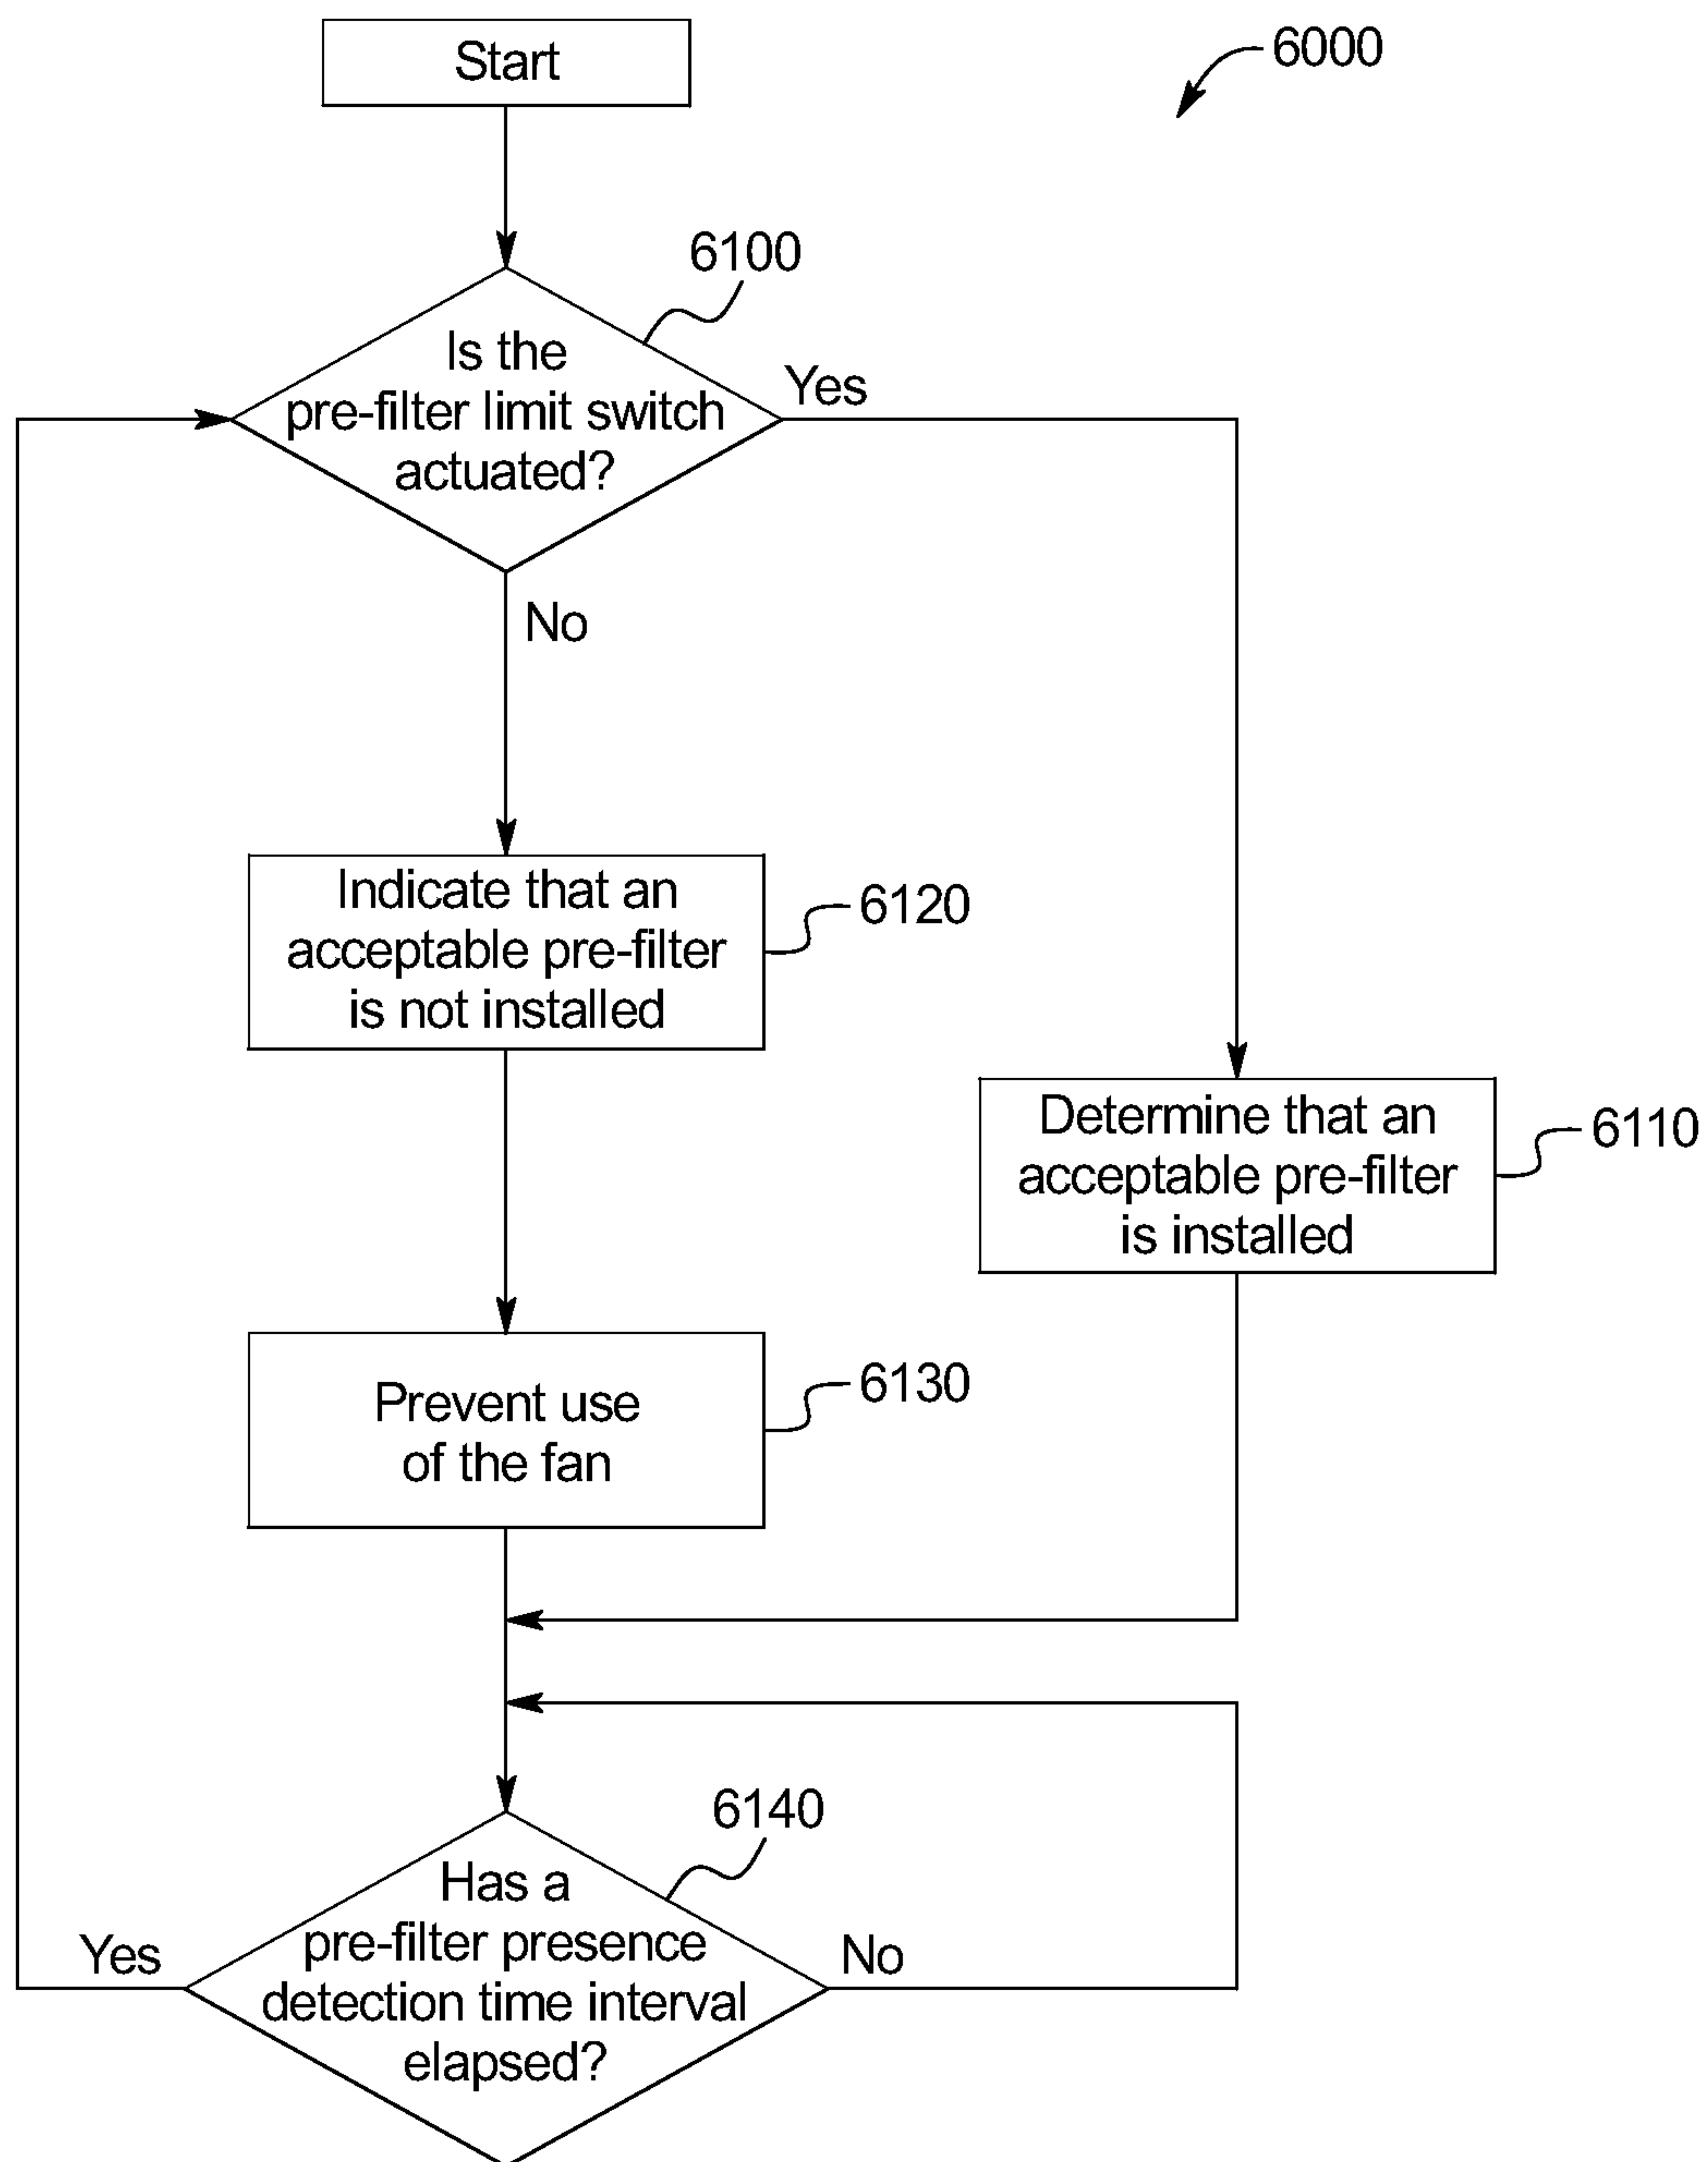 Start
6000
6100
Is the
pre-filter limit switch
actuated?
Yes
No
Indicate that an
acceptable pre-filter
is not installed
6120
Determine that an
acceptable pre-filter
is installed
6110
Prevent use
of the fan
6130
6140
Has a
pre-filter presence
detection time interval
elapsed?
Yes
No